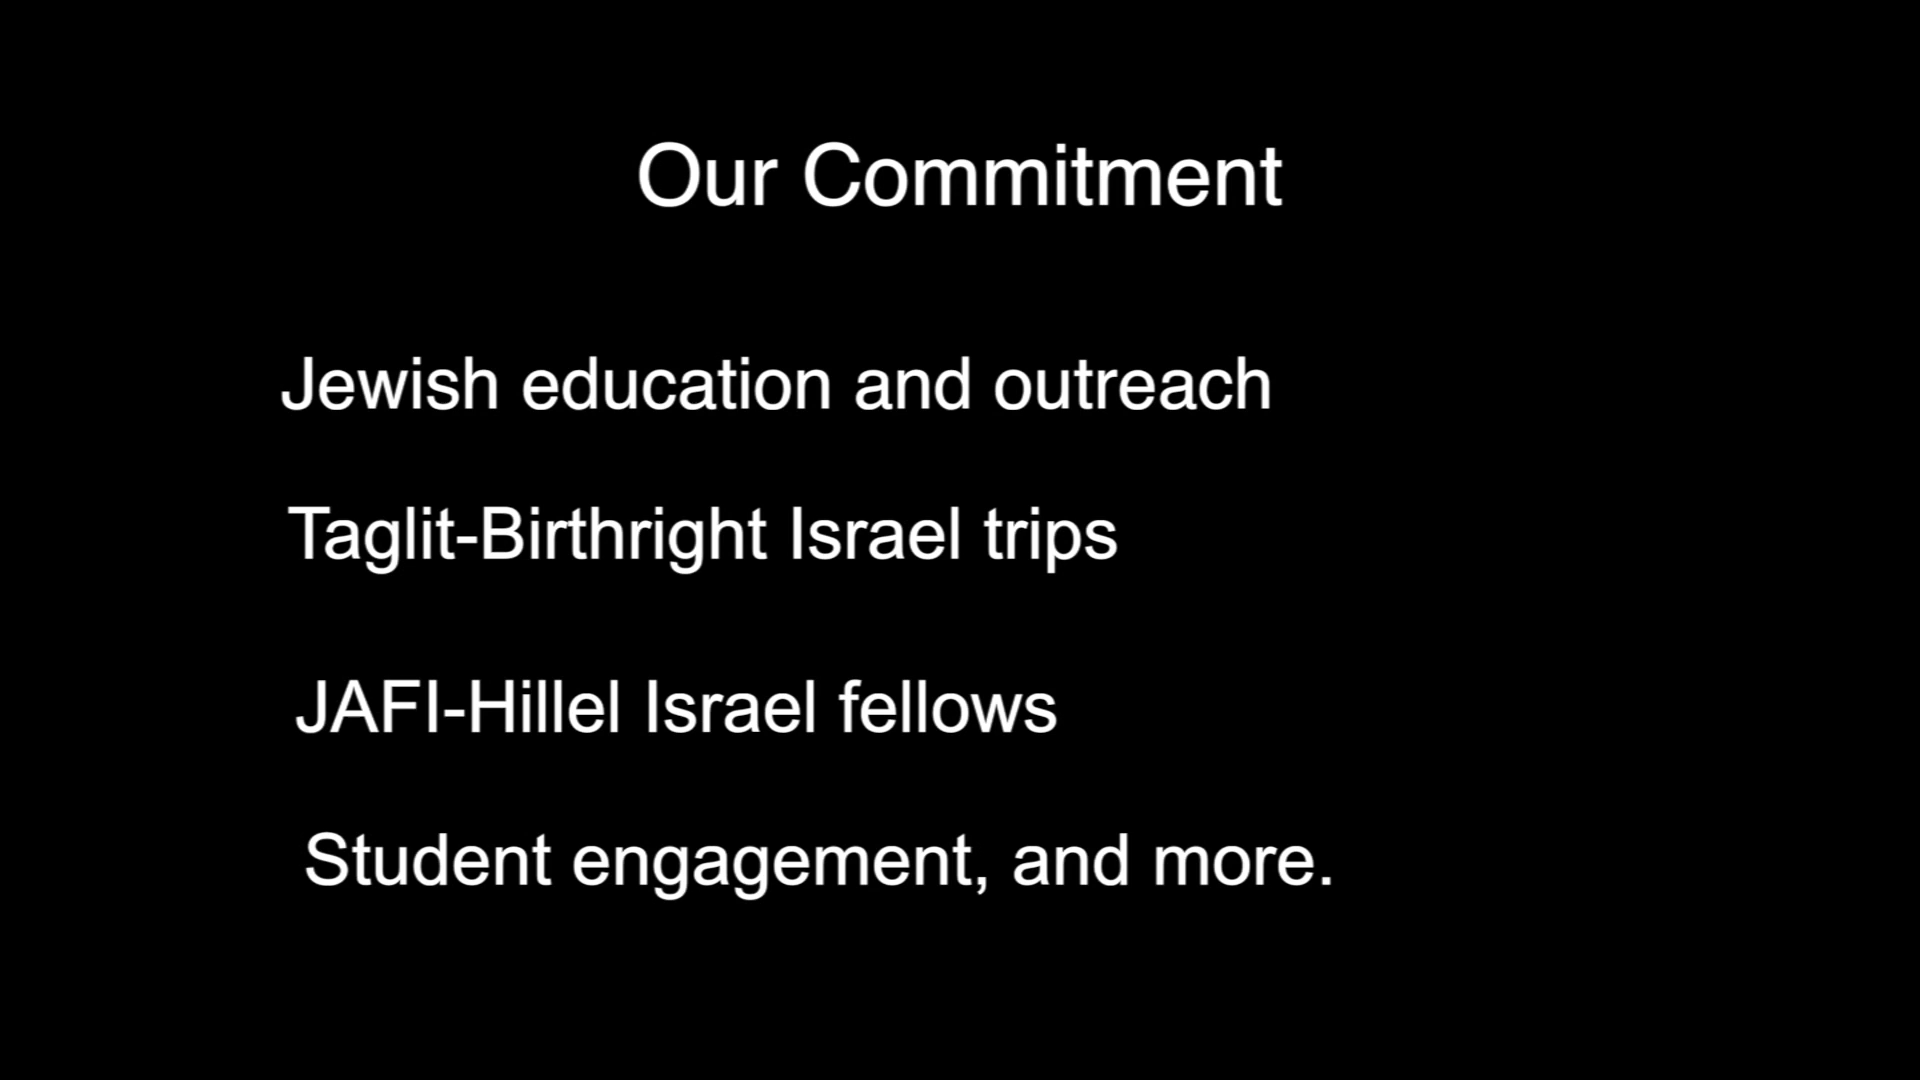 Our Commitment
Jewish education and outreach
Taglit-Birthright Israel trips
JAFI-Hillel Israel fellows
Student engagement, and more.